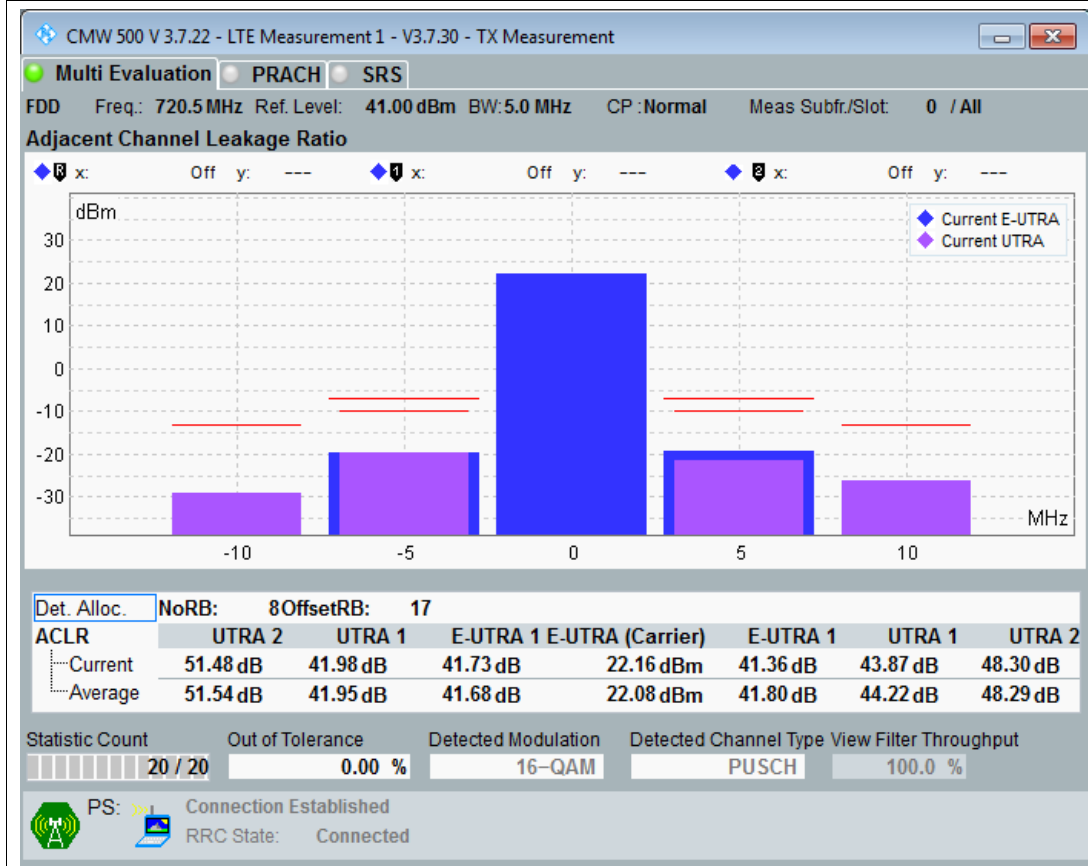 CMW 500 V 3.7.22 - LTE Measurement 1 - V3.7.30 - TX Measurement
Multi Evaluation PRACH SRS
FDD Freq.: 720.5 MHz Ref. Level: 41.00 dBm BW: 5.0 MHz CP : Normal Meas Subfr./Slot: 0 / All
Adjacent Channel Leakage Ratio
R x: Off y: --- 1 x: Off y: --- 2 x: Off y: ---
dBm
Current E-UTRA
Current UTRA
30
20
10
0
-10
-20
-30
MHz
-10 -5 0 5 10
Det. Alloc. NoRB: 8 OffsetRB: 17
ACLR UTRA 2 UTRA 1 E-UTRA 1 E-UTRA (Carrier) E-UTRA 1 UTRA 1 UTRA 2
Current 51.48 dB 41.98 dB 41.73 dB 22.16 dBm 41.36 dB 43.87 dB 48.30 dB
Average 51.54 dB 41.95 dB 41.68 dB 22.08 dBm 41.80 dB 44.22 dB 48.29 dB
Statistic Count Out of Tolerance Detected Modulation Detected Channel Type View Filter Throughput
20 / 20 0.00 % 16-QAM PUSCH 100.0 %
PS: Connection Established
RRC State: Connected